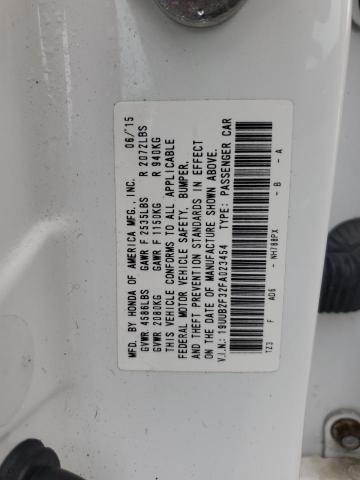 MFD. BY HONDA OF AMERICA MFG., INC. 06/'15
GVWR 4586LBS GAWR F 2535LBS R 2072LBS
GVWR 2080KG GAWR F 1150KG R 940KG
THIS VEHICLE CONFORMS TO ALL APPLICABLE
FEDERAL MOTOR VEHICLE SAFETY, BUMPER,
AND THEFT PREVENTION STANDARDS IN EFFECT
ON THE DATE OF MANUFACTURE SHOWN ABOVE.
V.I.N.: 19UUB2F32FA023454 TYPE: PASSENGER CAR
1Z3 F A06 - NH788PX - B - A